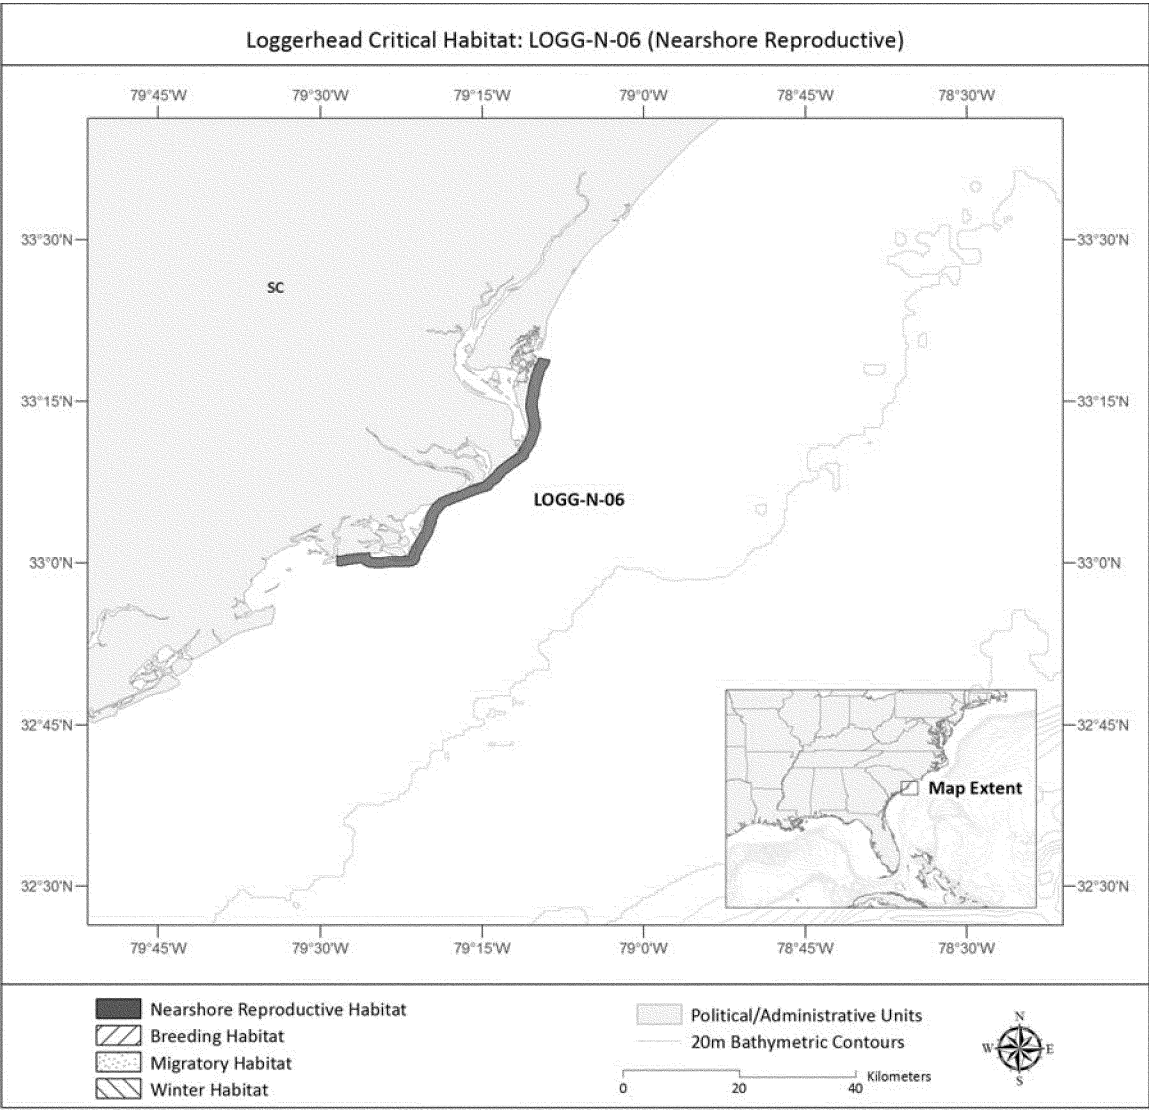 Loggerhead Critical Habitat: LOGG-N-06 (Nearshore Reproductive)
79°45'W 79°30'W 79°15'W 79°0'W 78°45'W 78°30'W
33°30'N 33°30'N
SC
33°15'N 33°15'N
LOGG-N-06
33°0'N 33°0'N
32°45'N 32°45'N
Map Extent
32°30'N 32°30'N
79°45'W 79°30'W 79°15'W 79°0'W 78°45'W 78°30'W
Nearshore Reproductive Habitat
Breeding Habitat
Migratory Habitat
Winter Habitat
Political/Administrative Units
20m Bathymetric Contours
Kilometers
0 20 40
N
W E
S